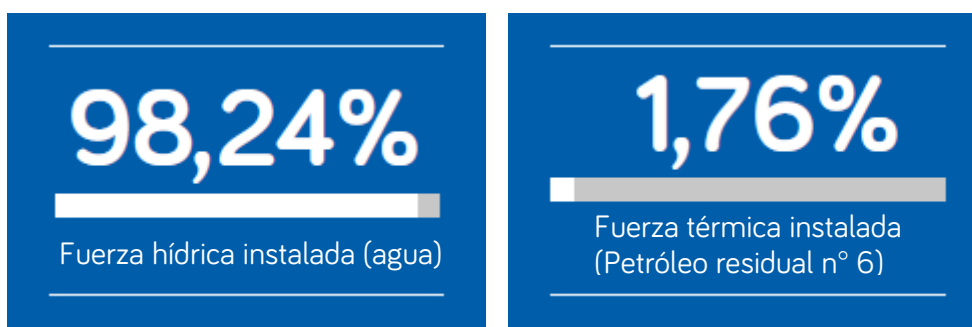 98,24%
Fuerza hídrica instalada (agua)
1,76%
Fuerza térmica instalada
(Petróleo residual n° 6)